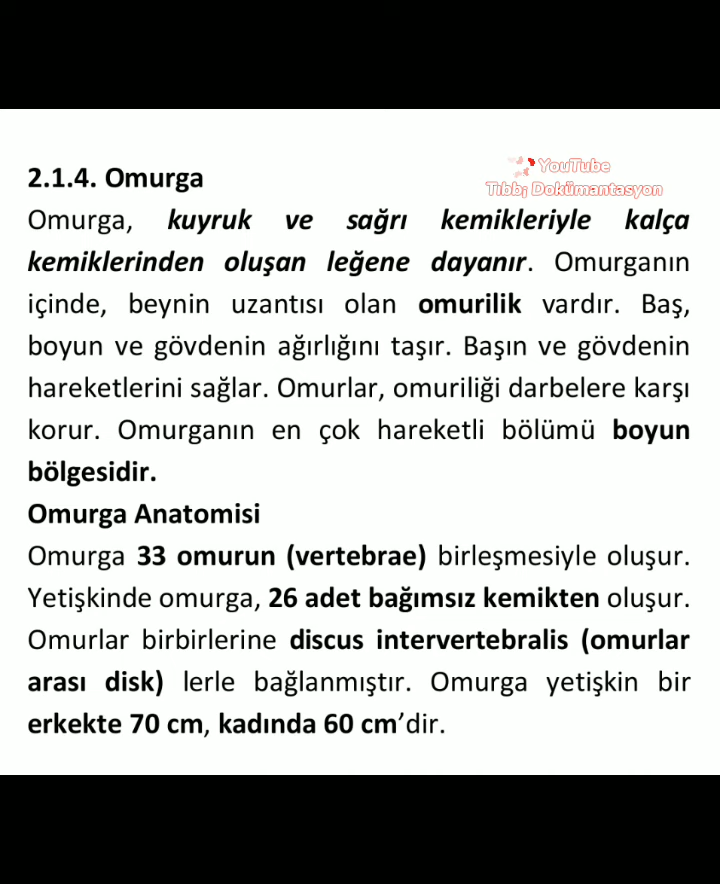 YouTube
Tıbbi Dokümantasyon
2.1.4. Omurga
Omurga, kuyruk ve sağrı kemikleriyle kalça
kemiklerinden oluşan leğene dayanır. Omurganın
içinde, beynin uzantısı olan omurilik vardır. Baş,
boyun ve gövdenin ağırlığını taşır. Başın ve gövdenin
hareketlerini sağlar. Omurlar, omuriliği darbelere karşı
korur. Omurganın en çok hareketli bölümü boyun
bölgesidir.
Omurga Anatomisi
Omurga 33 omurun (vertebrae) birleşmesiyle oluşur.
Yetişkinde omurga, 26 adet bağımsız kemikten oluşur.
Omurlar birbirlerine discus intervertebralis (omurlar
arası disk) lerle bağlanmıştır. Omurga yetişkin bir
erkekte 70 cm, kadında 60 cm’dir.